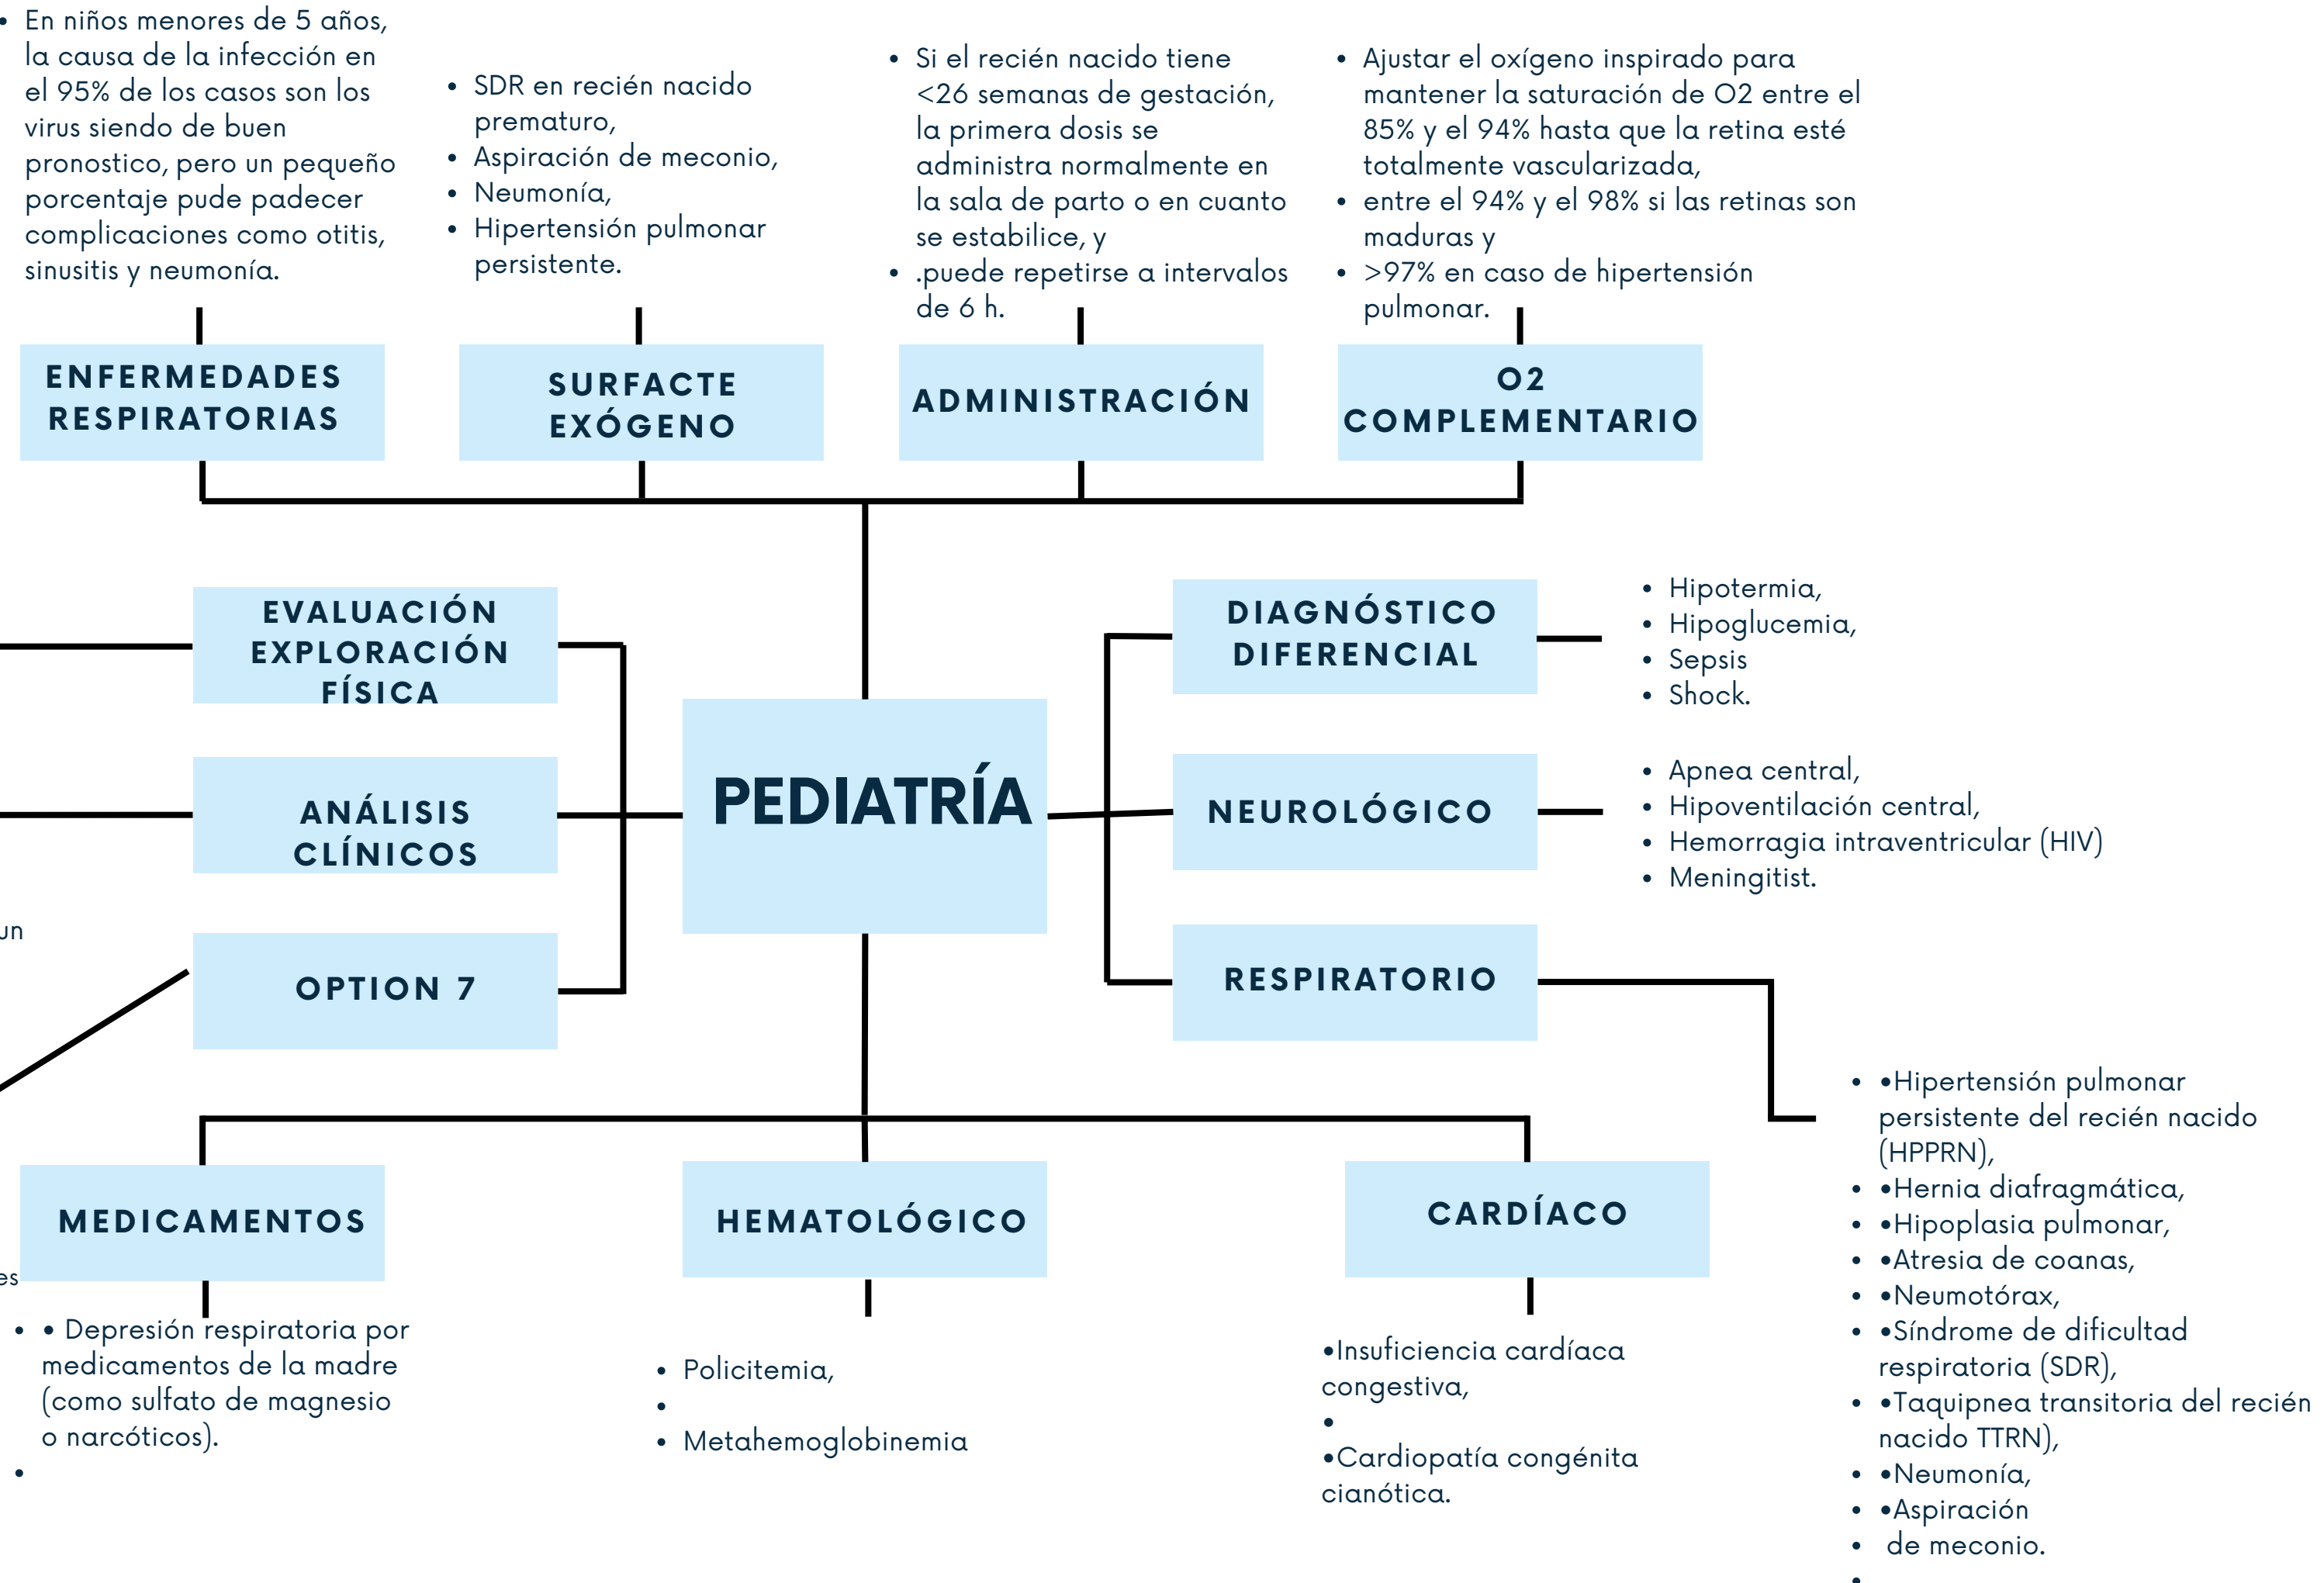 • En niños menores de 5 años,
la causa de la infección en
el 95% de los casos son los
virus siendo de buen
pronostico, pero un pequeño
porcentaje pude padecer
complicaciones como otitis,
sinusitis y neumonía.
• SDR en recién nacido
prematuro,
• Aspiración de meconio,
• Neumonía,
• Hipertensión pulmonar
persistente.
• Si el recién nacido tiene
<26 semanas de gestación,
la primera dosis se
administra normalmente en
la sala de parto o en cuanto
se estabilice, y
• .puede repetirse a intervalos
de 6 h.
• Ajustar el oxígeno inspirado para
mantener la saturación de O2 entre el
85% y el 94% hasta que la retina esté
totalmente vascularizada,
• entre el 94% y el 98% si las retinas son
maduras y
• >97% en caso de hipertensión
pulmonar.
ENFERMEDADES
RESPIRATORIAS
SURFACTE
EXÓGENO
ADMINISTRACIÓN
O2
COMPLEMENTARIO
EVALUACIÓN
EXPLORACIÓN
FÍSICA
ANÁLISIS
CLÍNICOS
un
OPTION 7
PEDIATRÍA
DIAGNÓSTICO
DIFERENCIAL
• Hipotermia,
• Hipoglucemia,
• Sepsis
• Shock.
NEUROLÓGICO
• Apnea central,
• Hipoventilación central,
• Hemorragia intraventricular (HIV)
• Meningitist.
RESPIRATORIO
• •Hipertensión pulmonar
persistente del recién nacido
(HPPRN),
• •Hernia diafragmática,
• •Hipoplasia pulmonar,
• •Atresia de coanas,
• •Neumotórax,
• •Síndrome de dificultad
respiratoria (SDR),
• •Taquipnea transitoria del recién
nacido TTRN),
• •Neumonía,
• •Aspiración
• de meconio.
•
MEDICAMENTOS
es
• • Depresión respiratoria por
medicamentos de la madre
(como sulfato de magnesio
o narcóticos).
•
HEMATOLÓGICO
• Policitemia,
•
• Metahemoglobinemia
CARDÍACO
•Insuficiencia cardíaca
congestiva,
•
•Cardiopatía congénita
cianótica.